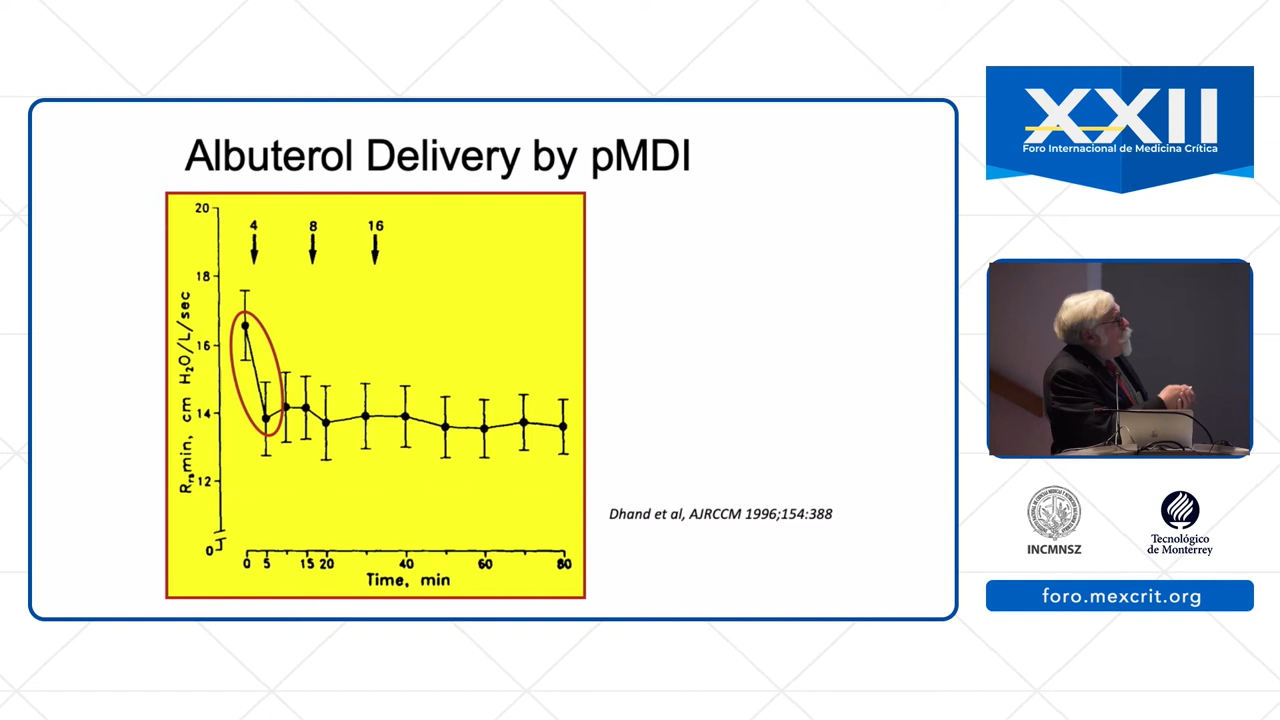 Albuterol Delivery by pMDI
20
18
16
14
12
0
4 8 16
cm H₂O/L/sec
0 5 15 20 40 60 80
Time, min
Dhand et al, AJRCCM 1996;154:388
XXII
Foro Internacional de Medicina Crítica
INCMNSZ
Tecnológico
de Monterrey
foro.mexcrit.org